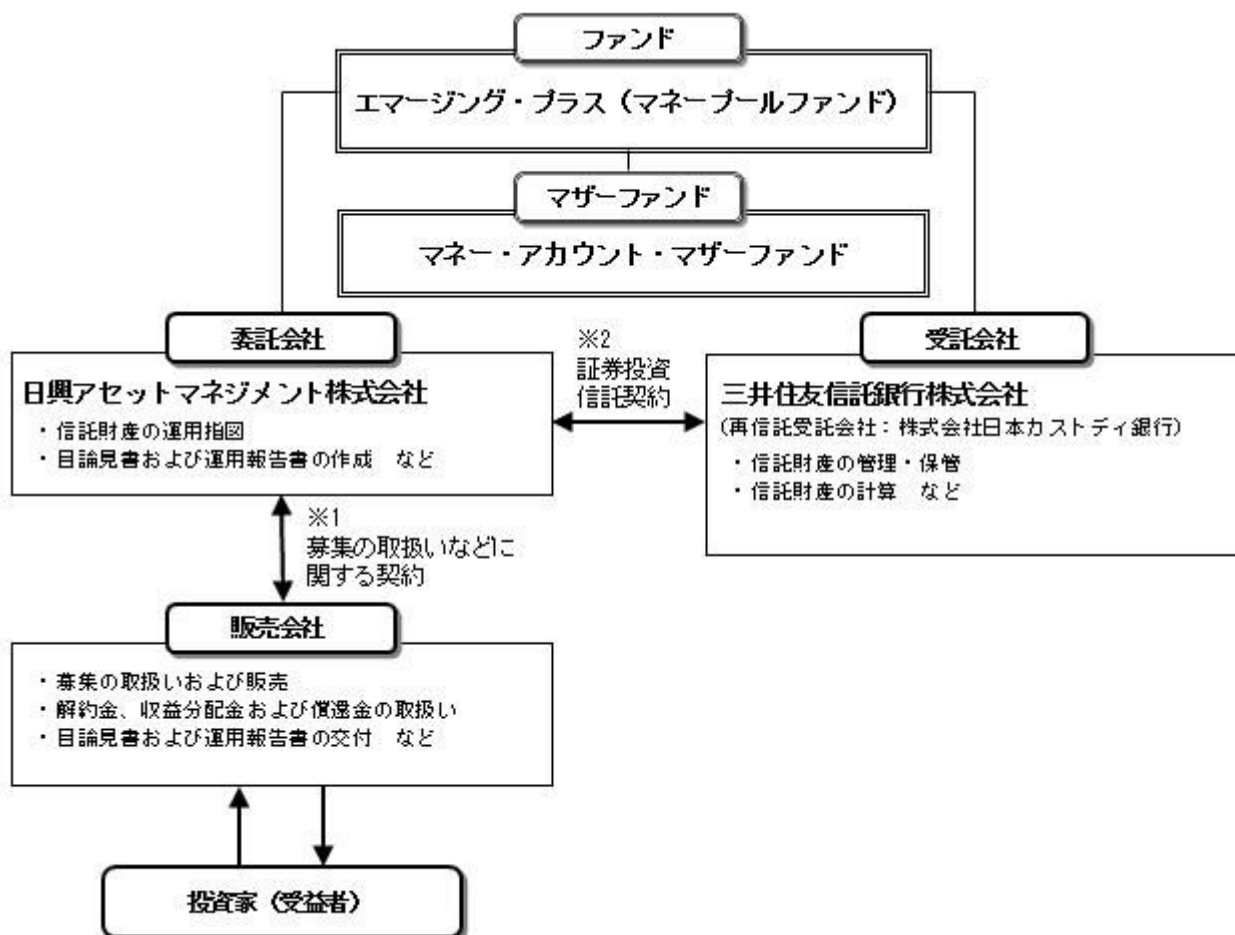 ファンド
エマージング・プラス（マネープールファンド）
マザーファンド
マネー・アカウント・マザーファンド
委託会社
日興アセットマネジメント株式会社
・信託財産の運用指図
・目論見書および運用報告書の作成　など
※2
証券投資
信託契約
受託会社
三井住友信託銀行株式会社
(再信託受託会社：株式会社日本カストディ銀行)
・信託財産の管理・保管
・信託財産の計算　など
※1
募集の取扱いなどに
関する契約
販売会社
・募集の取扱いおよび販売
・解約金、収益分配金および償還金の取扱い
・目論見書および運用報告書の交付　など
投資家（受益者）